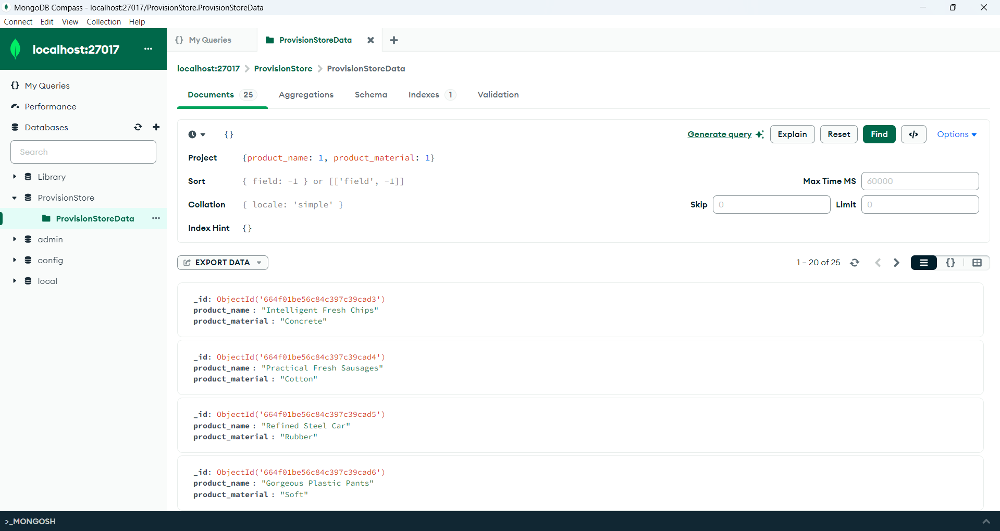 MongoDB Compass - localhost:27017/ProvisionStore.ProvisionStoreData
Connect Edit View Collection Help
localhost:27017 ...
{} My Queries
Performance
Databases
Search
Library
ProvisionStore
ProvisionStoreData ...
admin
config
local
{} My Queries
ProvisionStoreData
localhost:27017 > ProvisionStore > ProvisionStoreData
Documents 25 Aggregations Schema Indexes 1 Validation
{} Generate query Explain Reset Find </> Options
Project {product_name: 1, product_material: 1}
Sort { field: -1 } or [['field', -1]] Max Time MS 60000
Collation { locale: 'simple' } Skip 0 Limit 0
Index Hint {}
EXPORT DATA 1 – 20 of 25 {}
_id: ObjectId('664f01be56c84c397c39cad3')
product_name : "Intelligent Fresh Chips"
product_material : "Concrete"
_id: ObjectId('664f01be56c84c397c39cad4')
product_name : "Practical Fresh Sausages"
product_material : "Cotton"
_id: ObjectId('664f01be56c84c397c39cad5')
product_name : "Refined Steel Car"
product_material : "Rubber"
_id: ObjectId('664f01be56c84c397c39cad6')
product_name : "Gorgeous Plastic Pants"
product_material : "Soft"
>_MONGOSH